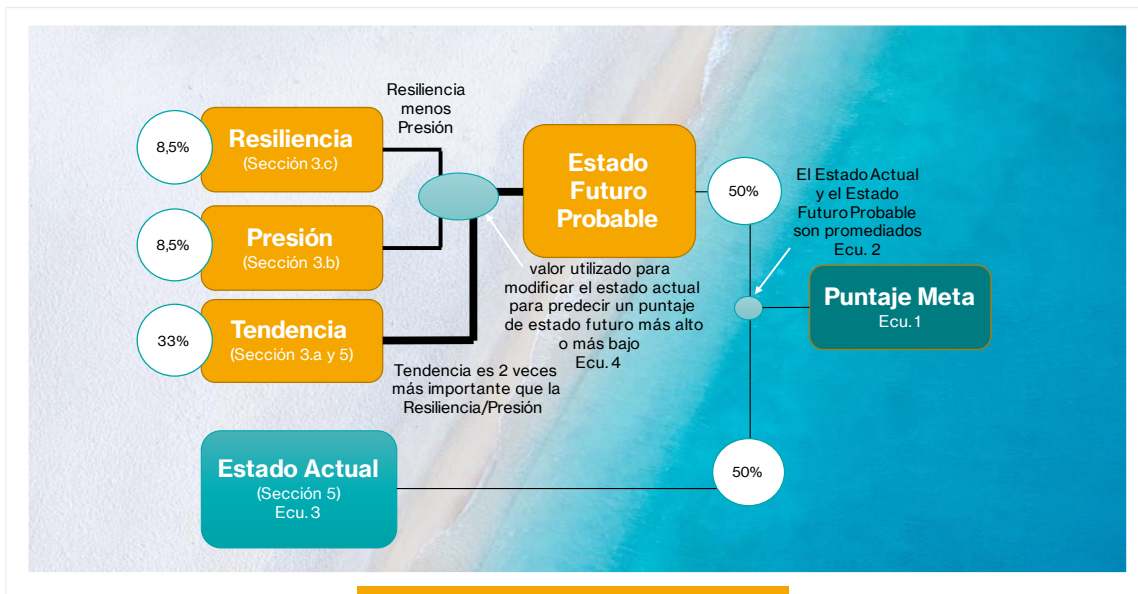 Resiliencia
menos
Presión
8,5%
Resiliencia
(Sección 3.c)
8,5%
Presión
(Sección 3.b)
33%
Tendencia
(Sección 3.a y 5)
Tendencia es 2 veces
más importante que la
Resiliencia/Presión
Estado
Futuro
Probable
valor utilizado para
modificar el estado actual
para predecir un puntaje
de estado futuro más alto
o más bajo
Ecu. 4
50%
El Estado Actual
y el Estado
Futuro Probable
son promediados
Ecu. 2
Puntaje Meta
Ecu. 1
Estado Actual
(Sección 5)
Ecu. 3
50%